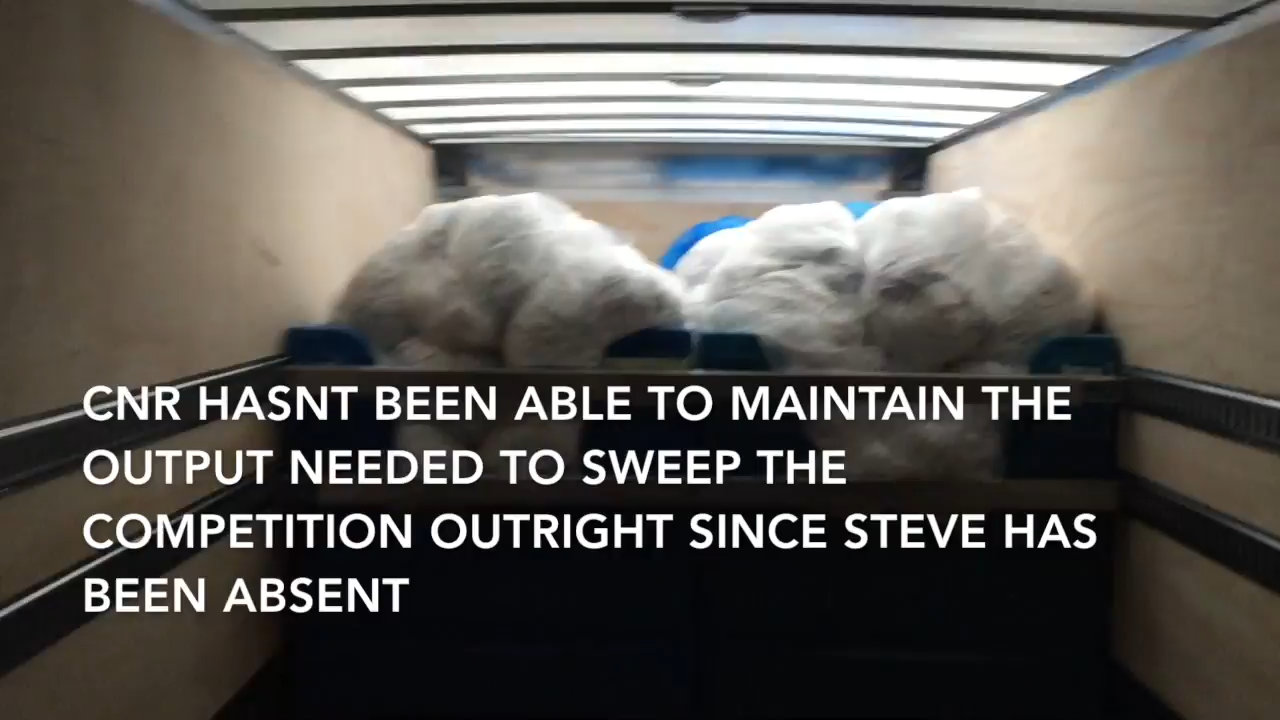 CNR HASNT BEEN ABLE TO MAINTAIN THE
OUTPUT NEEDED TO SWEEP THE
COMPETITION OUTRIGHT SINCE STEVE HAS
BEEN ABSENT